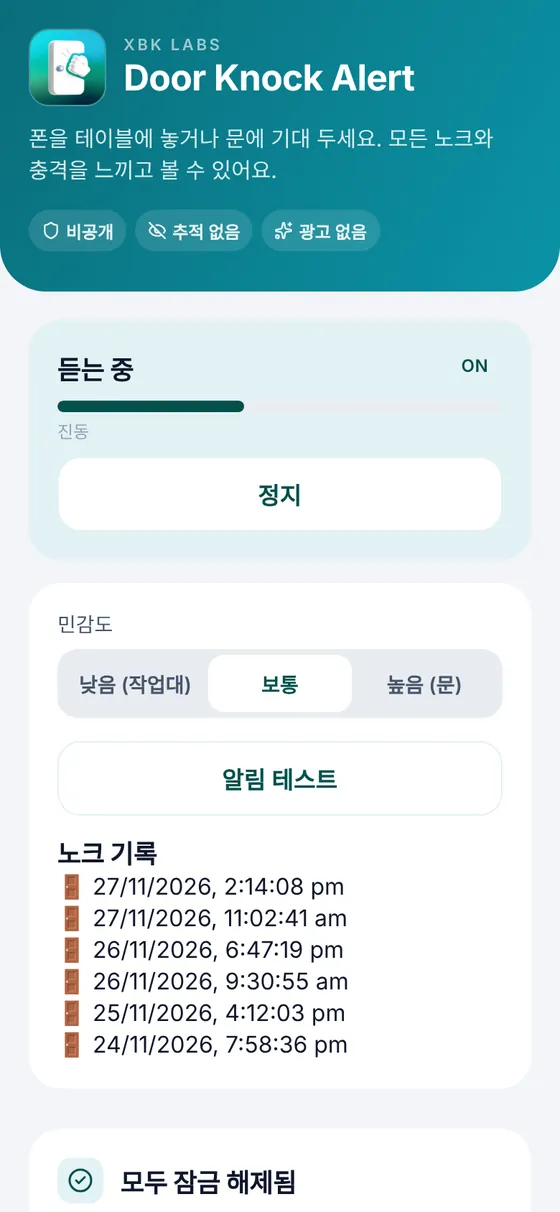 XBK LABS
Door Knock Alert
폰을 테이블에 놓거나 문에 기대 두세요. 모든 노크와
충격을 느끼고 볼 수 있어요.
비공개 추적 없음 광고 없음
듣는 중 ON
진동
정지
민감도
낮음 (작업대) 보통 높음 (문)
알림 테스트
노크 기록
27/11/2026, 2:14:08 pm
27/11/2026, 11:02:41 am
26/11/2026, 6:47:19 pm
26/11/2026, 9:30:55 am
25/11/2026, 4:12:03 pm
24/11/2026, 7:58:36 pm
모두 잠금 해제됨